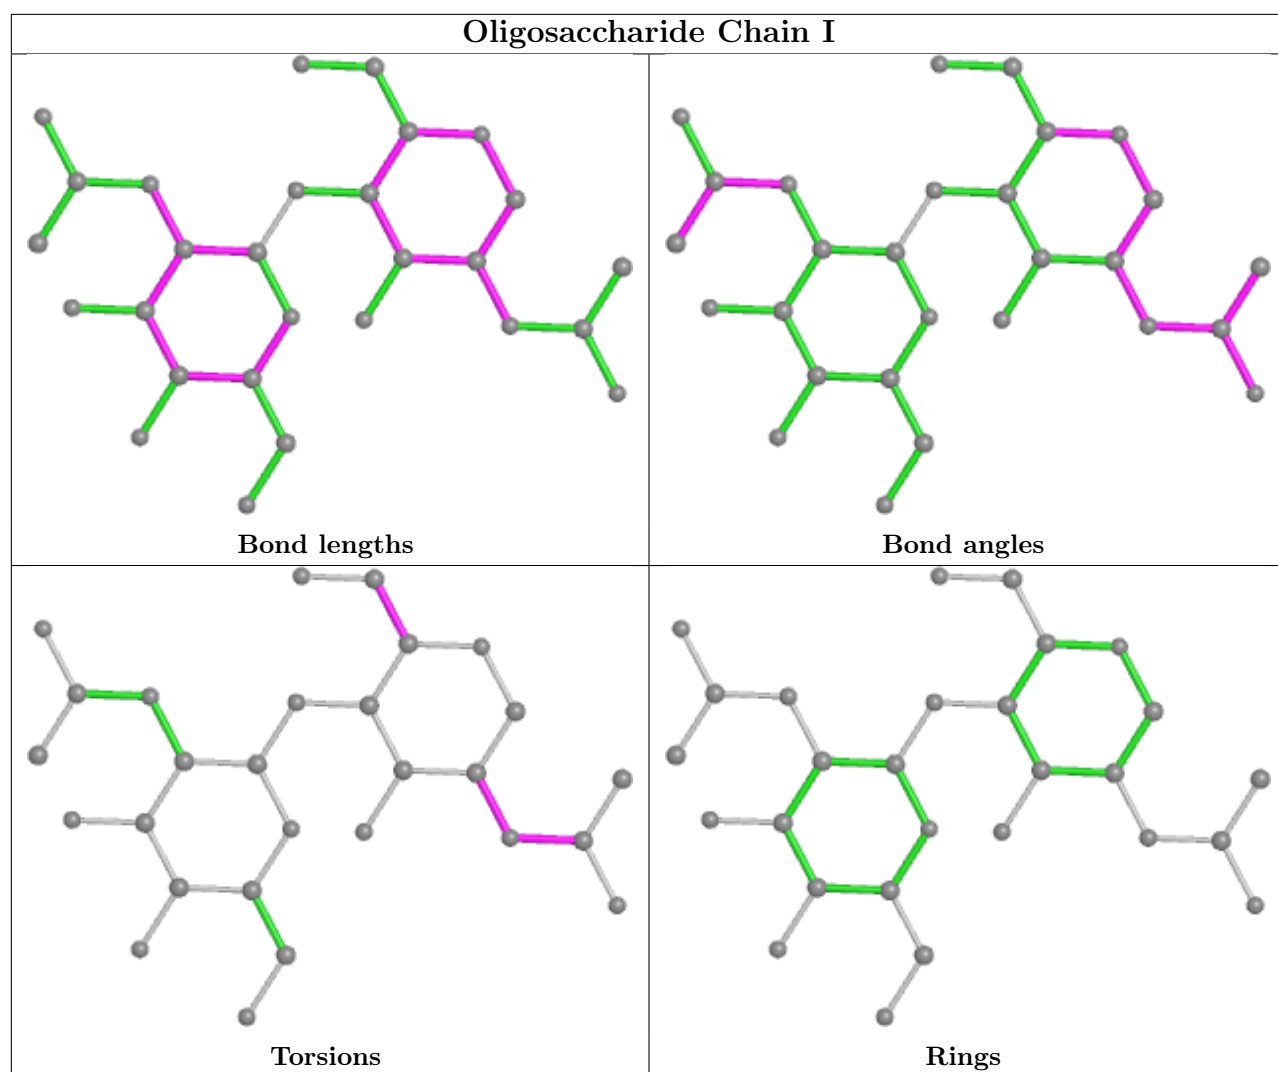 Oligosaccharide Chain I
Bond lengths
Bond angles
Torsions
Rings